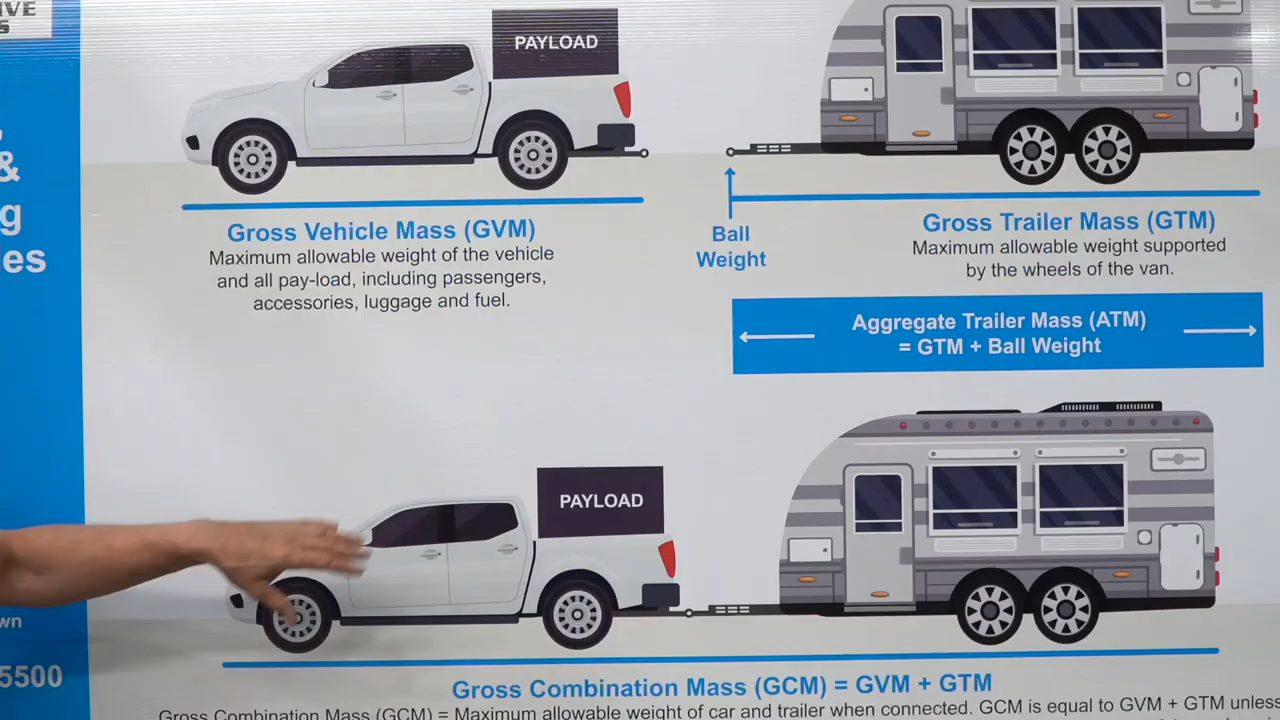 IVE
S
&
g
es
wn
5500
PAYLOAD
Gross Vehicle Mass (GVM)
Maximum allowable weight of the vehicle
and all pay-load, including passengers,
accessories, luggage and fuel.
Ball
Weight
Gross Trailer Mass (GTM)
Maximum allowable weight supported
by the wheels of the van.
Aggregate Trailer Mass (ATM)
= GTM + Ball Weight
PAYLOAD
Gross Combination Mass (GCM) = GVM + GTM
Gross Combination Mass (GCM) = Maximum allowable weight of car and trailer when connected. GCM is equal to GVM + GTM unless